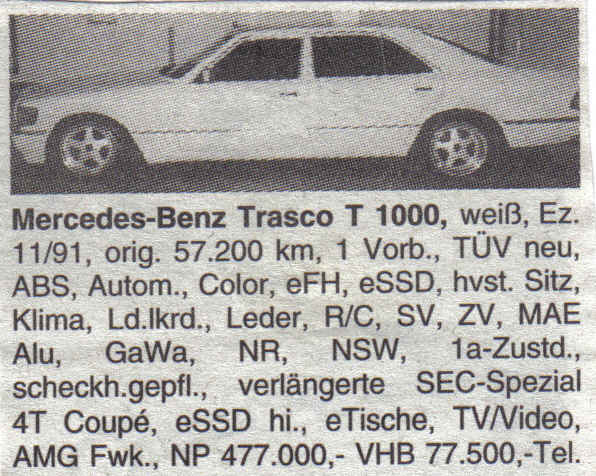 Mercedes-Benz Trasco T 1000, weiß, Ez.
11/91, orig. 57.200 km, 1 Vorb., TÜV neu,
ABS, Autom., Color, eFH, eSSD, hvst. Sitz,
Klima, Ld.lkrd., Leder, R/C, SV, ZV, MAE
Alu, GaWa, NR, NSW, 1a-Zustd.,
scheckh.gepfl., verlängerte SEC-Spezial
4T Coupé, eSSD hi., eTische, TV/Video,
AMG Fwk., NP 477.000,- VHB 77.500,-Tel.